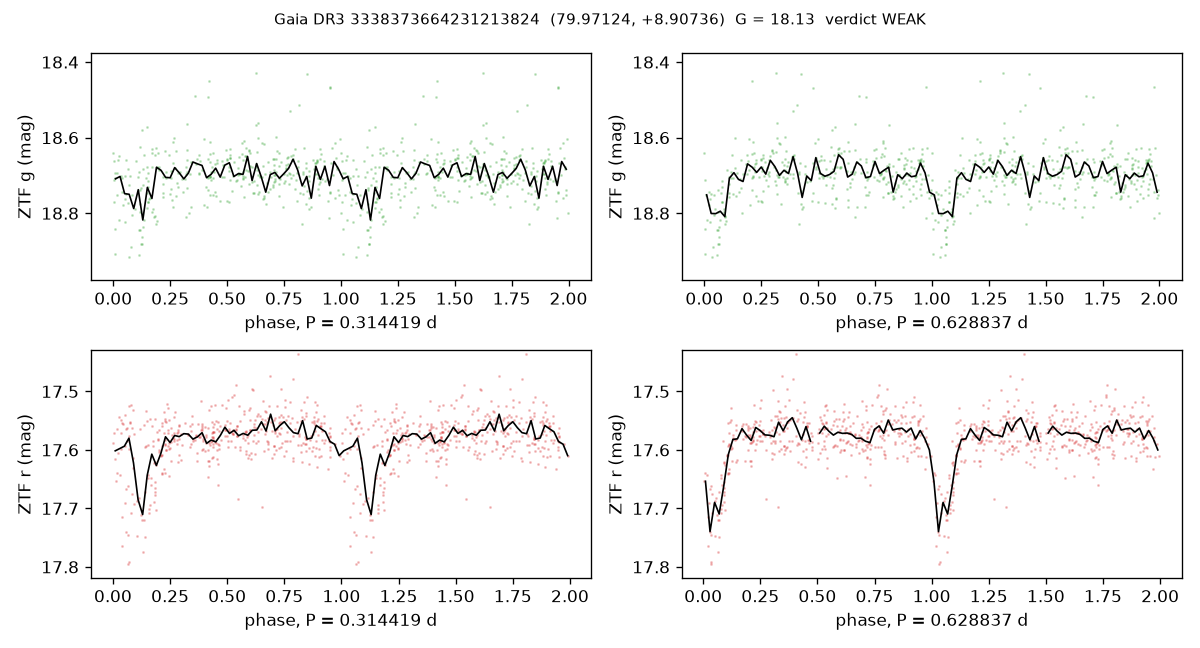 Gaia DR3 3338373664231213824  (79.97124, +8.90736)  G = 18.13  verdict WEAK
ZTF g (mag)
18.4
18.6
18.8
0.00 0.25 0.50 0.75 1.00 1.25 1.50 1.75 2.00
phase, P = 0.314419 d
ZTF g (mag)
18.4
18.6
18.8
0.00 0.25 0.50 0.75 1.00 1.25 1.50 1.75 2.00
phase, P = 0.628837 d
ZTF r (mag)
17.5
17.6
17.7
17.8
0.00 0.25 0.50 0.75 1.00 1.25 1.50 1.75 2.00
phase, P = 0.314419 d
ZTF r (mag)
17.5
17.6
17.7
17.8
0.00 0.25 0.50 0.75 1.00 1.25 1.50 1.75 2.00
phase, P = 0.628837 d